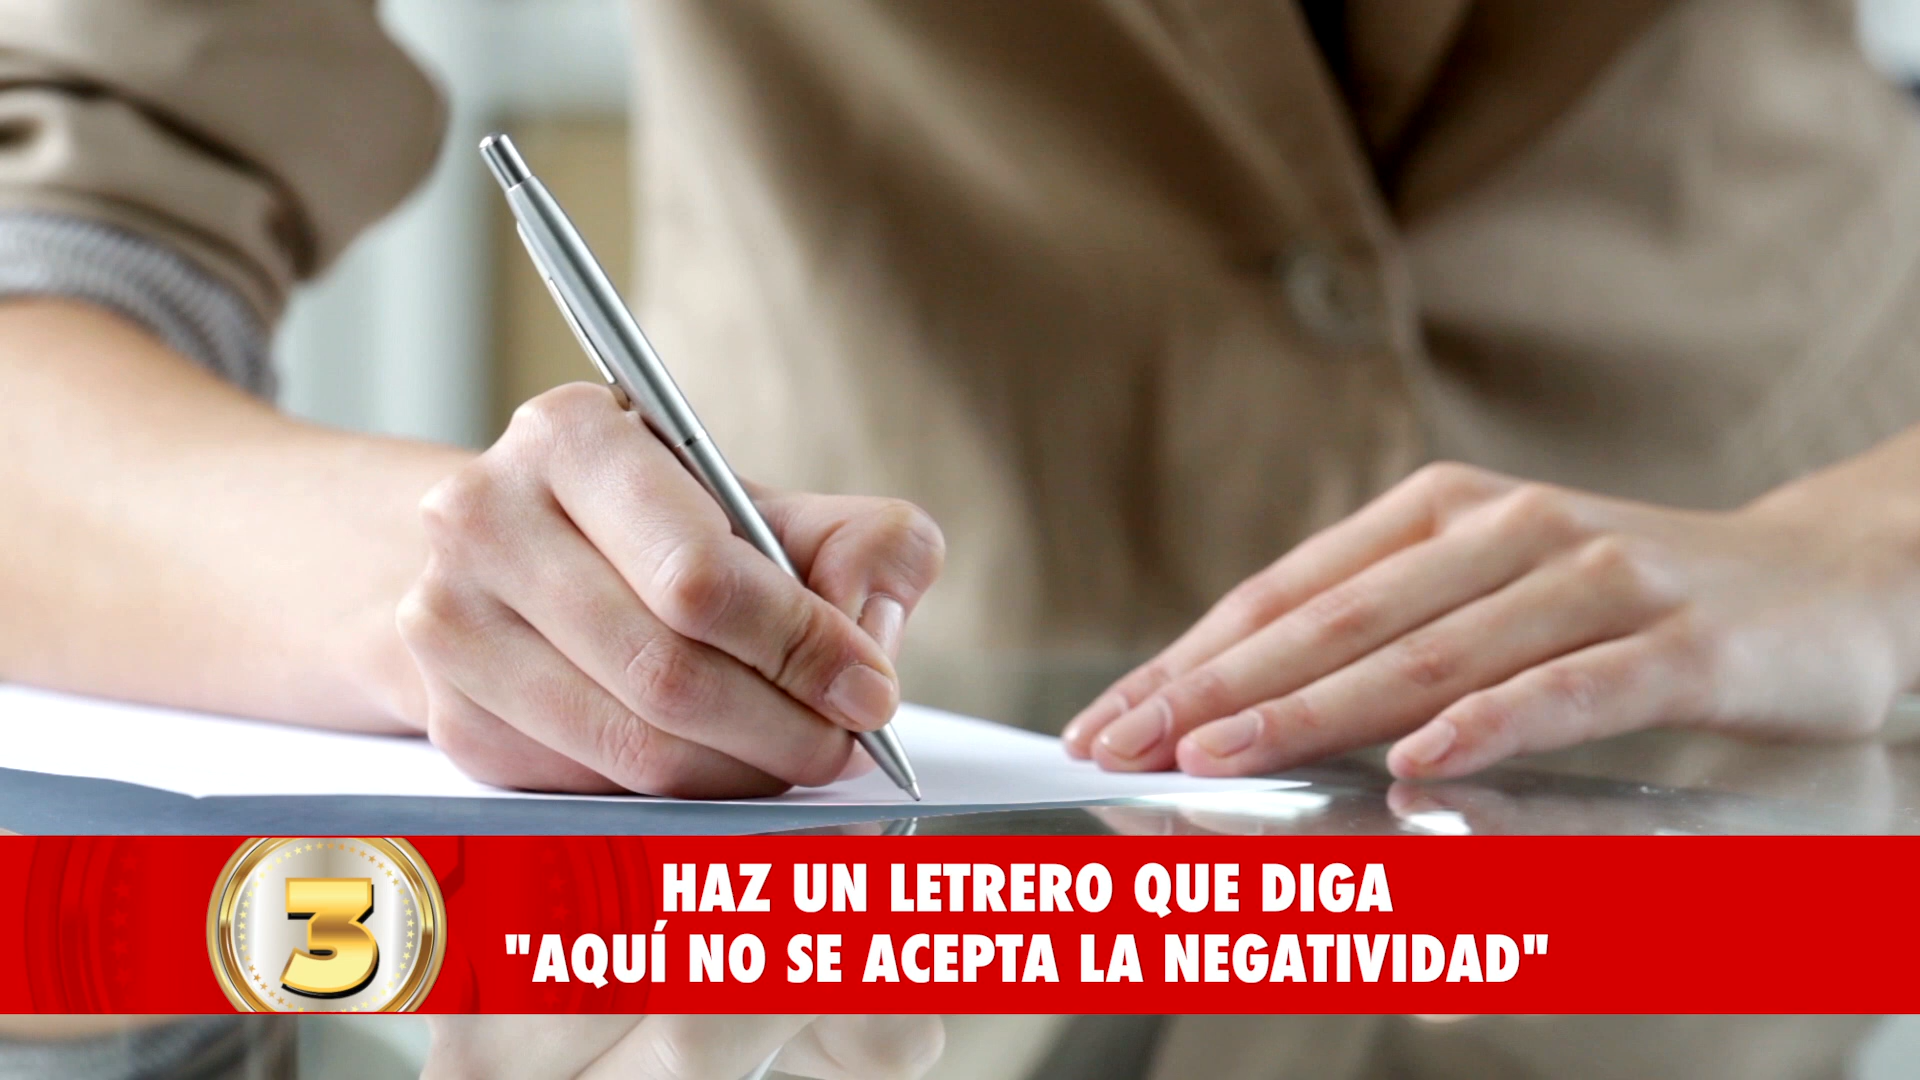 3
HAZ UN LETRERO QUE DIGA
"AQUÍ NO SE ACEPTA LA NEGATIVIDAD"